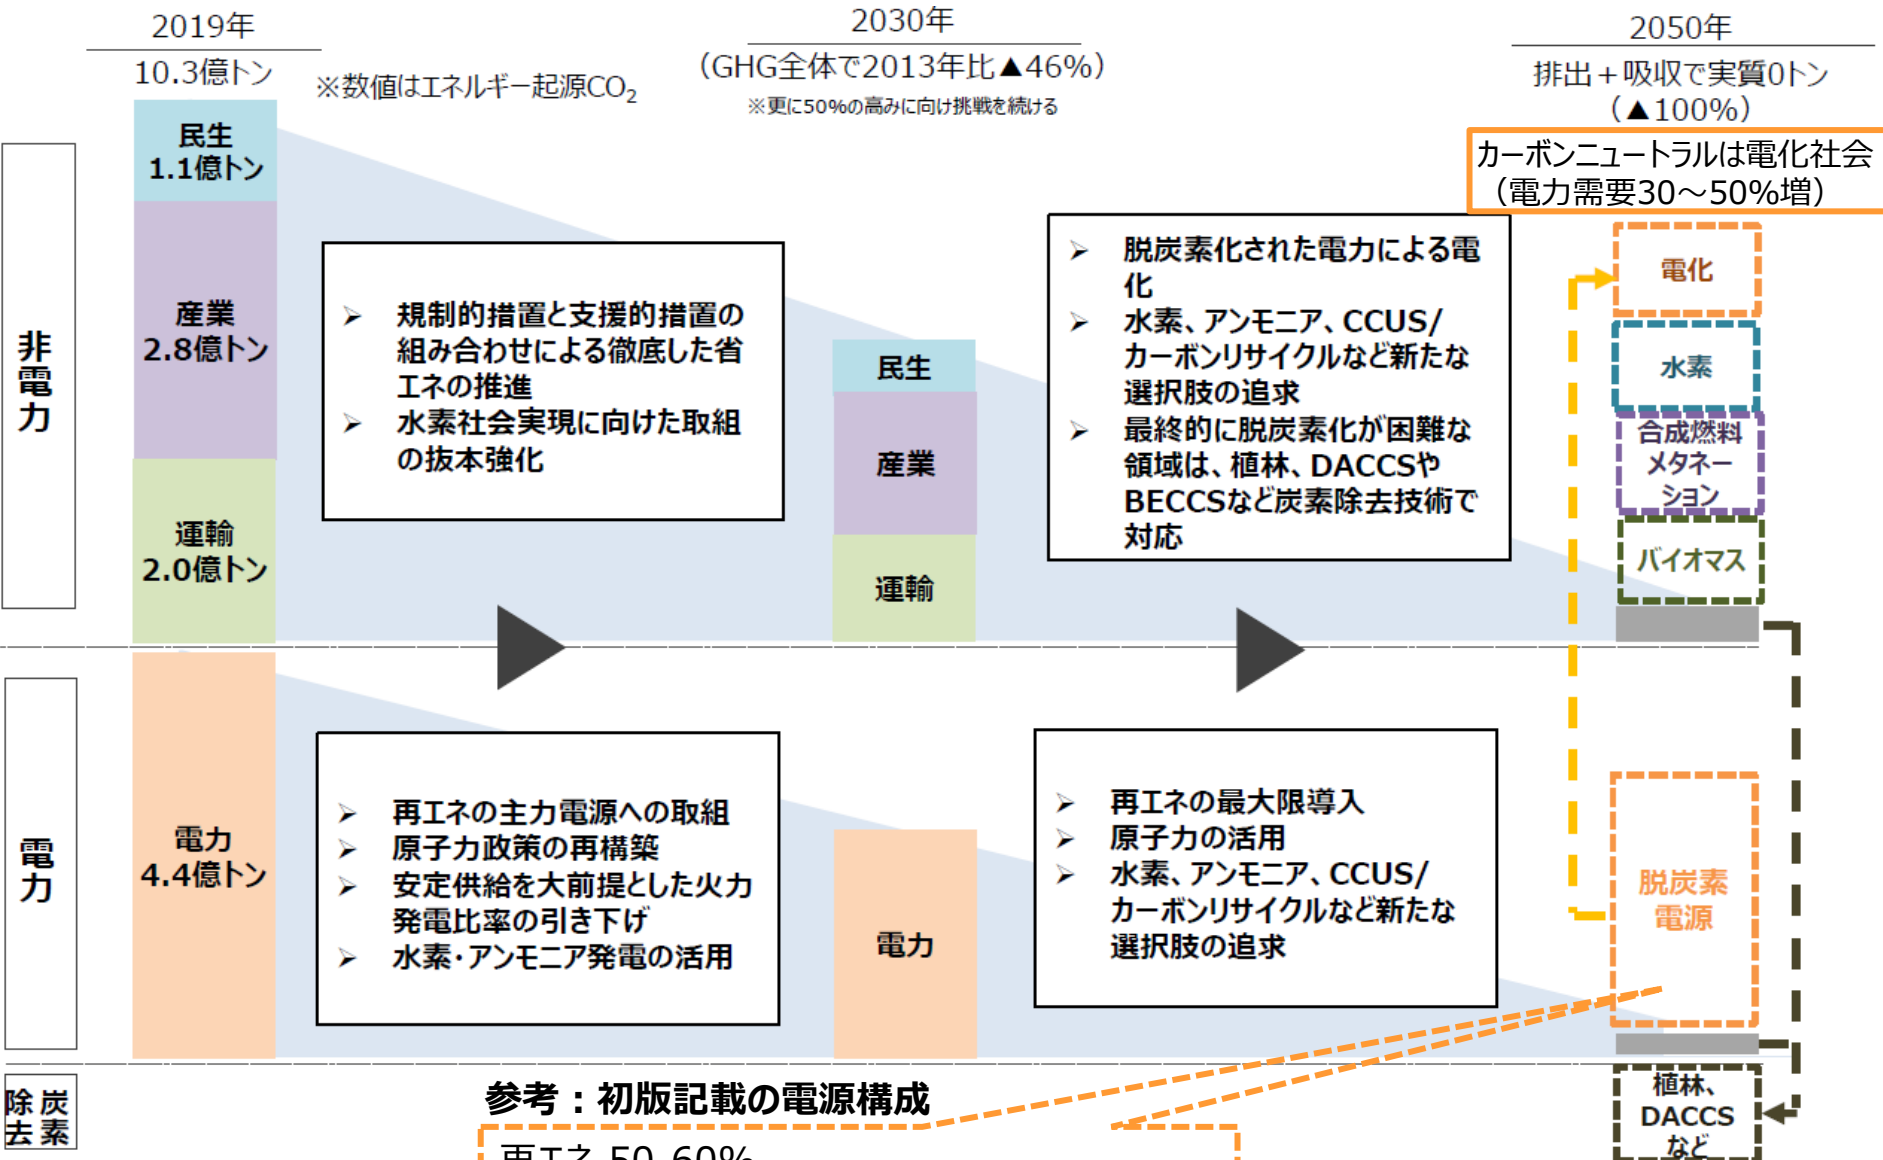 2019年
10.3億トン
※数値はエネルギー起源CO₂
2030年
(GHG全体で2013年比▲46%)
※更に50%の高みに向け挑戦を続ける
2050年
排出+吸収で実質0トン
(▲100%)
カーボンニュートラルは電化社会
(電力需要30～50%増)
非電力
民生
1.1億トン
産業
2.8億トン
運輸
2.0億トン
➢ 規制的措置と支援的措置の
組み合わせによる徹底した省
エネの推進
➢ 水素社会実現に向けた取組
の抜本強化
民生
産業
運輸
➢ 脱炭素化された電力による電
化
➢ 水素、アンモニア、CCUS/
カーボンリサイクルなど新たな
選択肢の追求
➢ 最終的に脱炭素化が困難な
領域は、植林、DACCSや
BECCSなど炭素除去技術で
対応
電化
水素
合成燃料
メタネー
ション
バイオマス
電力
電力
4.4億トン
➢ 再エネの主力電源への取組
➢ 原子力政策の再構築
➢ 安定供給を大前提とした火力
発電比率の引き下げ
➢ 水素・アンモニア発電の活用
電力
➢ 再エネの最大限導入
➢ 原子力の活用
➢ 水素、アンモニア、CCUS/
カーボンリサイクルなど新たな
選択肢の追求
脱炭素
電源
炭素
除去
参考：初版記載の電源構成
再エネ 50-60%
植林、
DACCS
など